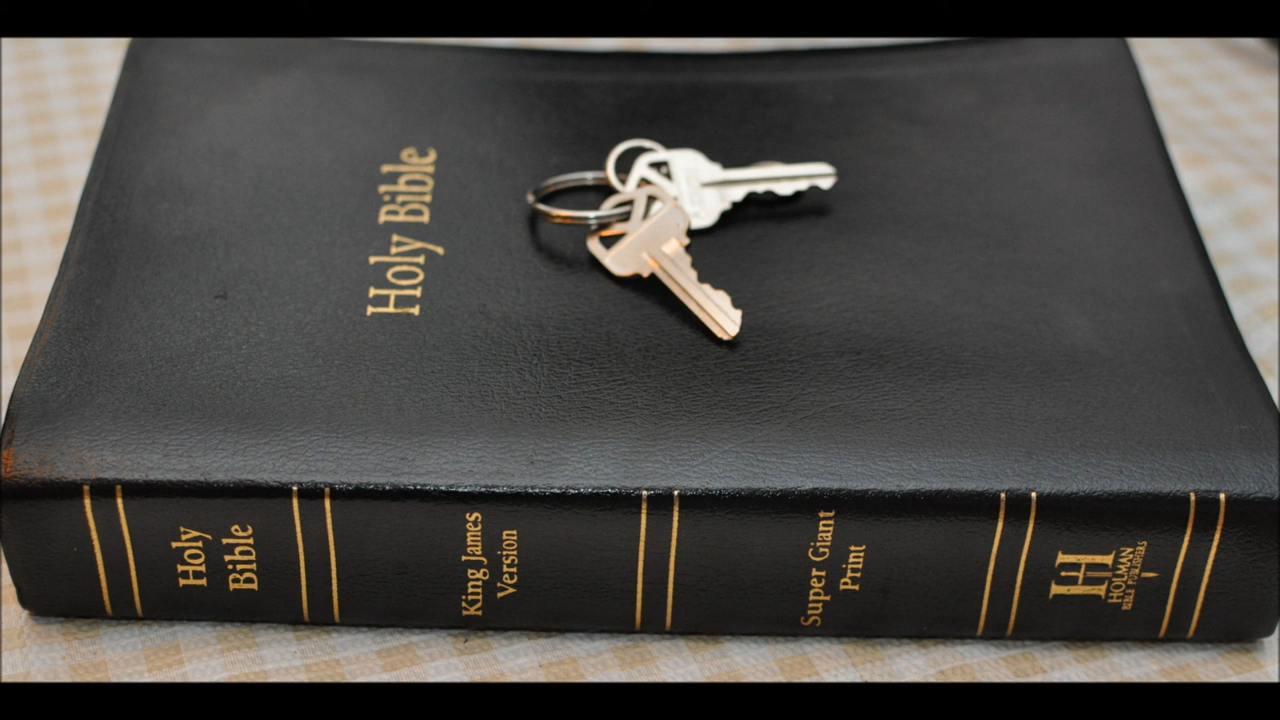 Holy Bible
Holy
Bible
King James
Version
Super Giant
Print
H
HOLMAN
BIBLE PUBLISHERS